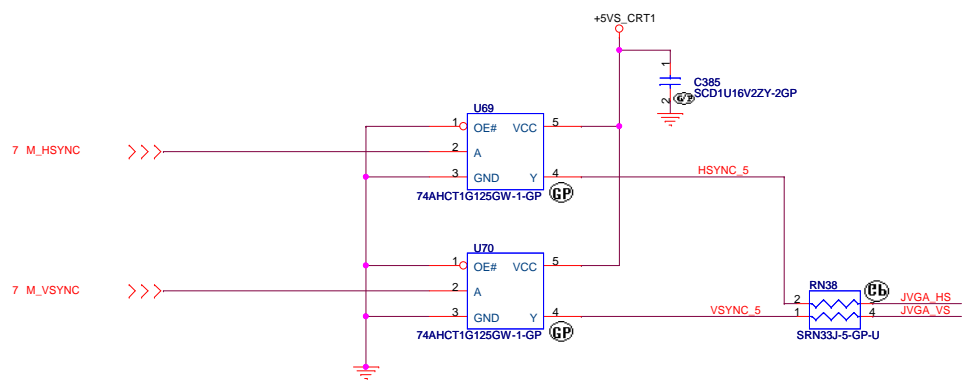 +5VS_CRT1
1
C385
SCD1U16V2ZY-2GP
2
GP
U69
1 OE# VCC 5
7 M_HSYNC
2 A
HSYNC_5
3 GND Y 4
74AHCT1G125GW-1-GP
GP
U70
1 OE# VCC 5
7 M_VSYNC
2 A
RN38
2 JVGA_HS
3 GND Y 4
VSYNC_5
1 4 JVGA_VS
74AHCT1G125GW-1-GP
GP
SRN33J-5-GP-U